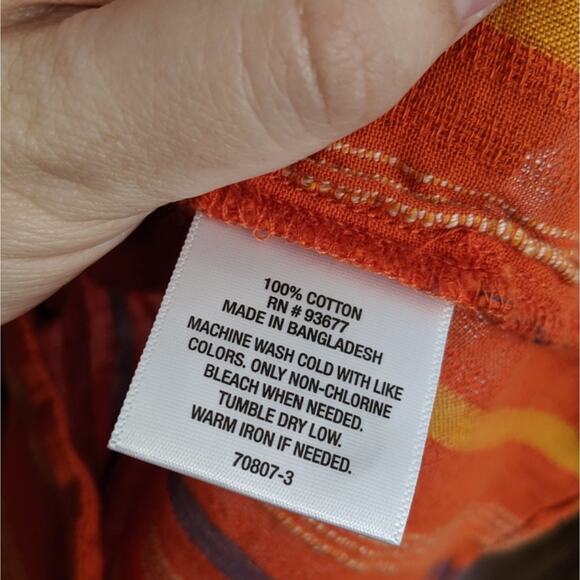 100% COTTON
RN # 93677
MADE IN BANGLADESH
MACHINE WASH COLD WITH LIKE
COLORS. ONLY NON-CHLORINE
BLEACH WHEN NEEDED.
TUMBLE DRY LOW.
WARM IRON IF NEEDED.
70807-3